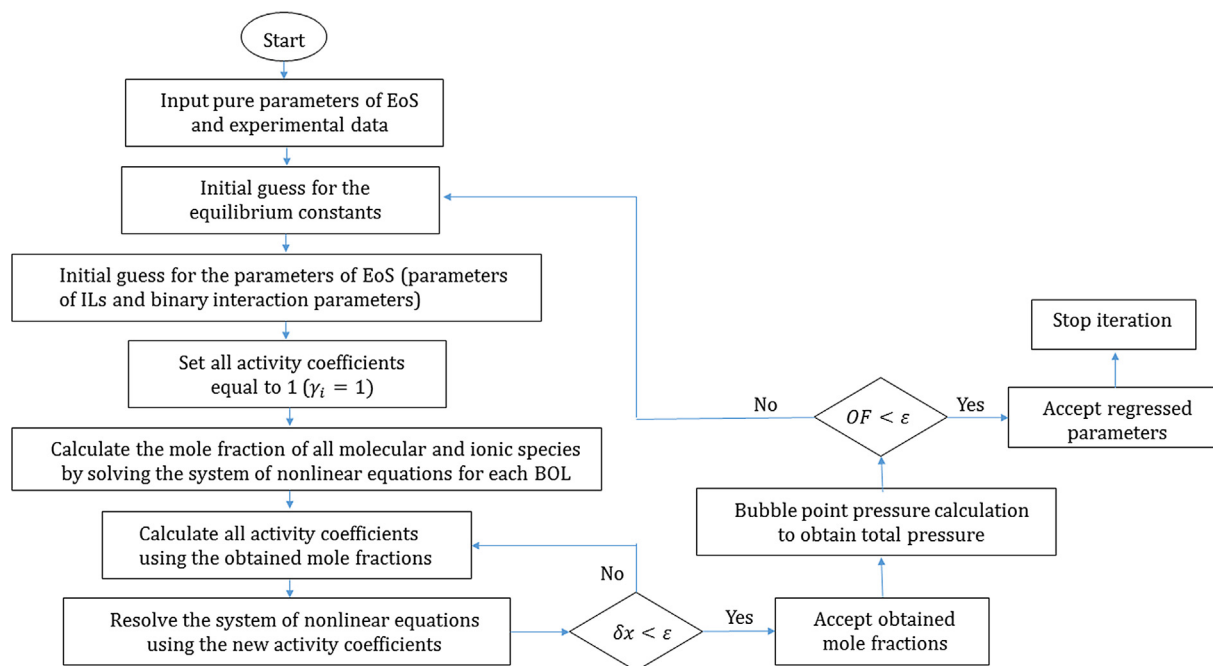 Start
Input pure parameters of EoS
and experimental data
Initial guess for the
equilibrium constants
Initial guess for the parameters of EoS (parameters
of ILs and binary interaction parameters)
Set all activity coefficients
equal to 1 (γᵢ = 1)
Calculate the mole fraction of all molecular and ionic species
by solving the system of nonlinear equations for each BOL
Calculate all activity coefficients
using the obtained mole fractions
Resolve the system of nonlinear equations
using the new activity coefficients
No
δx < ε
Yes
Accept obtained
mole fractions
Bubble point pressure calculation
to obtain total pressure
No
OF < ε
Yes
Accept regressed
parameters
Stop iteration